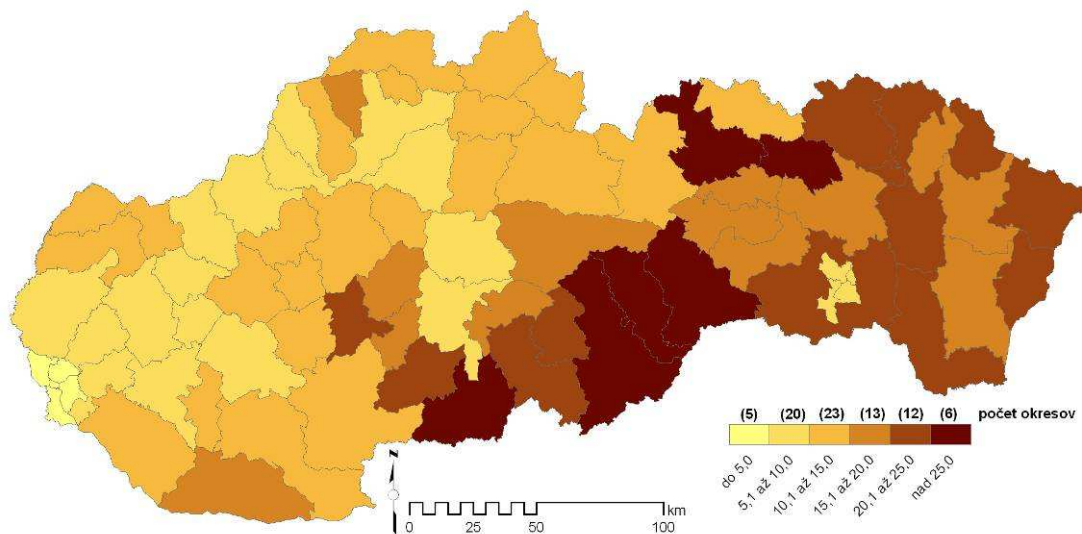 (5) (20) (23) (13) (12) (6) počet okresov
do 5,0 5,1 až 10,0 10,1 až 15,0 15,1 až 20,0 20,1 až 25,0 nad 25,0
N
km
0 25 50 100